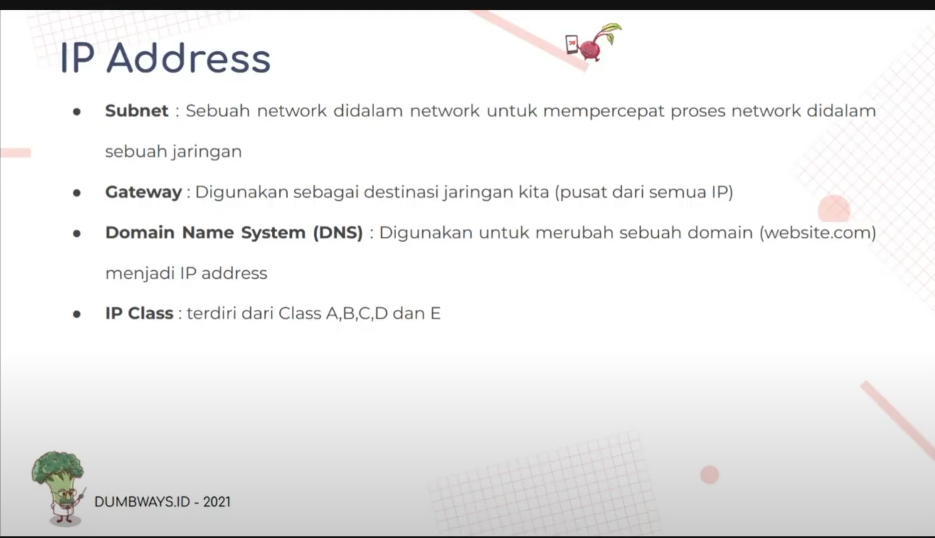 IP Address
● Subnet : Sebuah network didalam network untuk mempercepat proses network didalam
sebuah jaringan
● Gateway : Digunakan sebagai destinasi jaringan kita (pusat dari semua IP)
● Domain Name System (DNS) : Digunakan untuk merubah sebuah domain (website.com)
menjadi IP address
● IP Class : terdiri dari Class A,B,C,D dan E
DUMBWAYS.ID - 2021